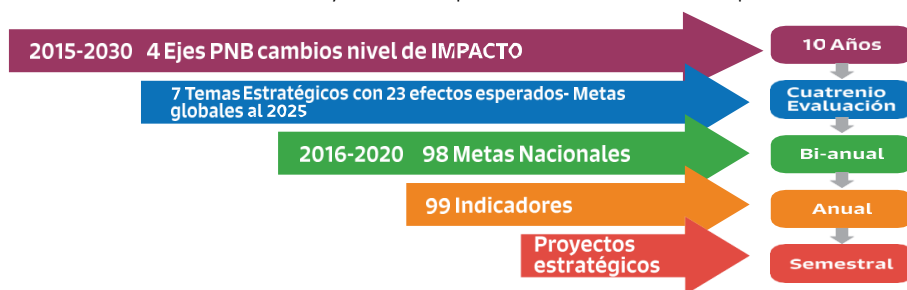 2015-2030 4 Ejes PNB cambios nivel de IMPACTO
10 Años
7 Temas Estratégicos con 23 efectos esperados- Metas
globales al 2025
Cuatrenio
Evaluación
2016-2020 98 Metas Nacionales
Bi-anual
99 Indicadores
Anual
Proyectos
estratégicos
Semestral